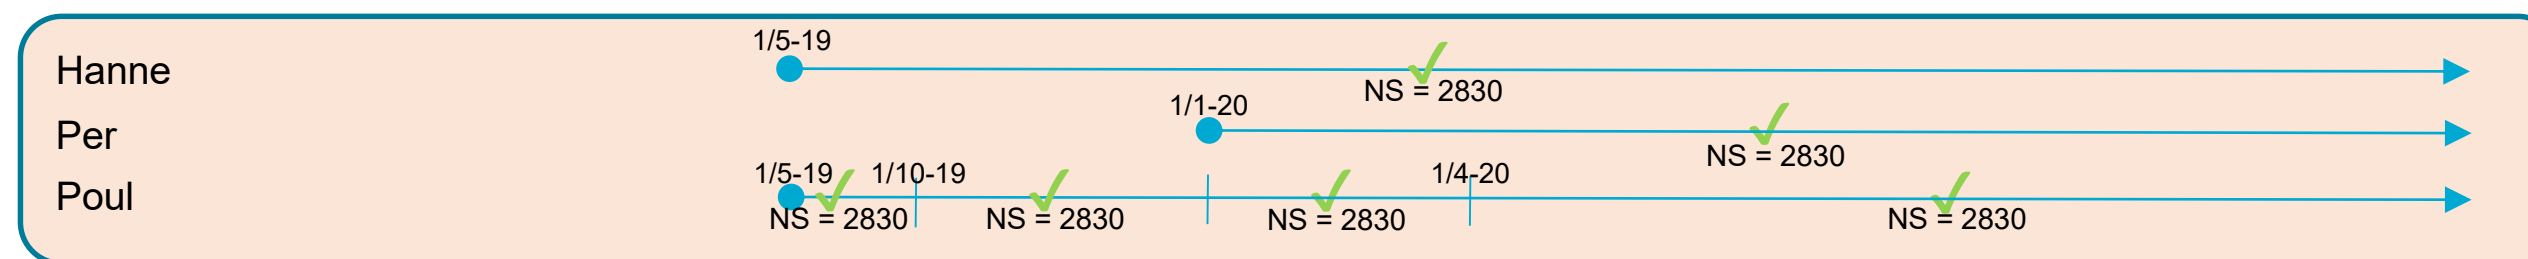 1/5-19
Hanne
NS = 2830
1/1-20
Per
NS = 2830
1/5-19 1/10-19 1/4-20
Poul
NS = 2830 NS = 2830 NS = 2830 NS = 2830